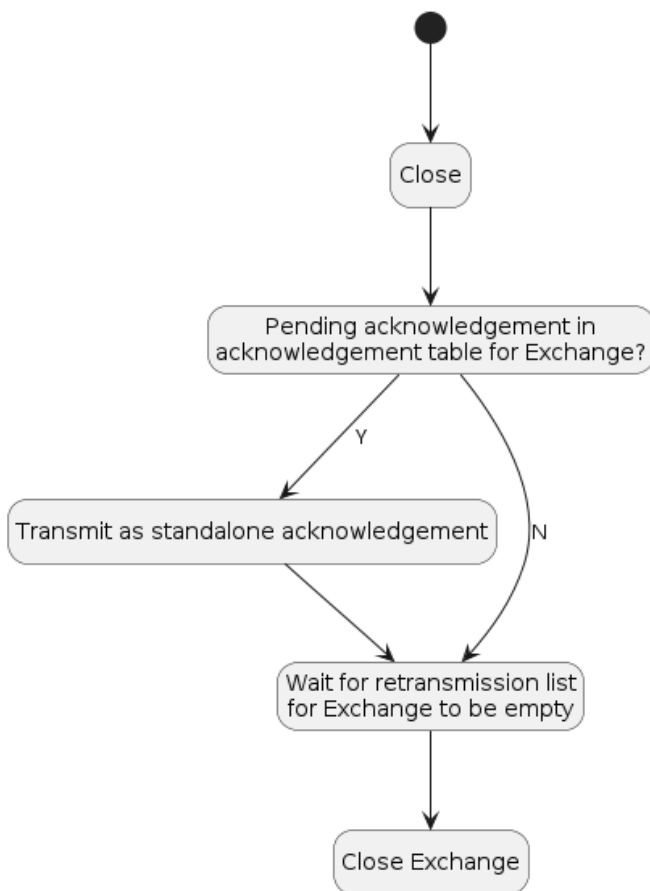 Close
Pending acknowledgement in
acknowledgement table for Exchange?
Y
Transmit as standalone acknowledgement
N
Wait for retransmission list
for Exchange to be empty
Close Exchange